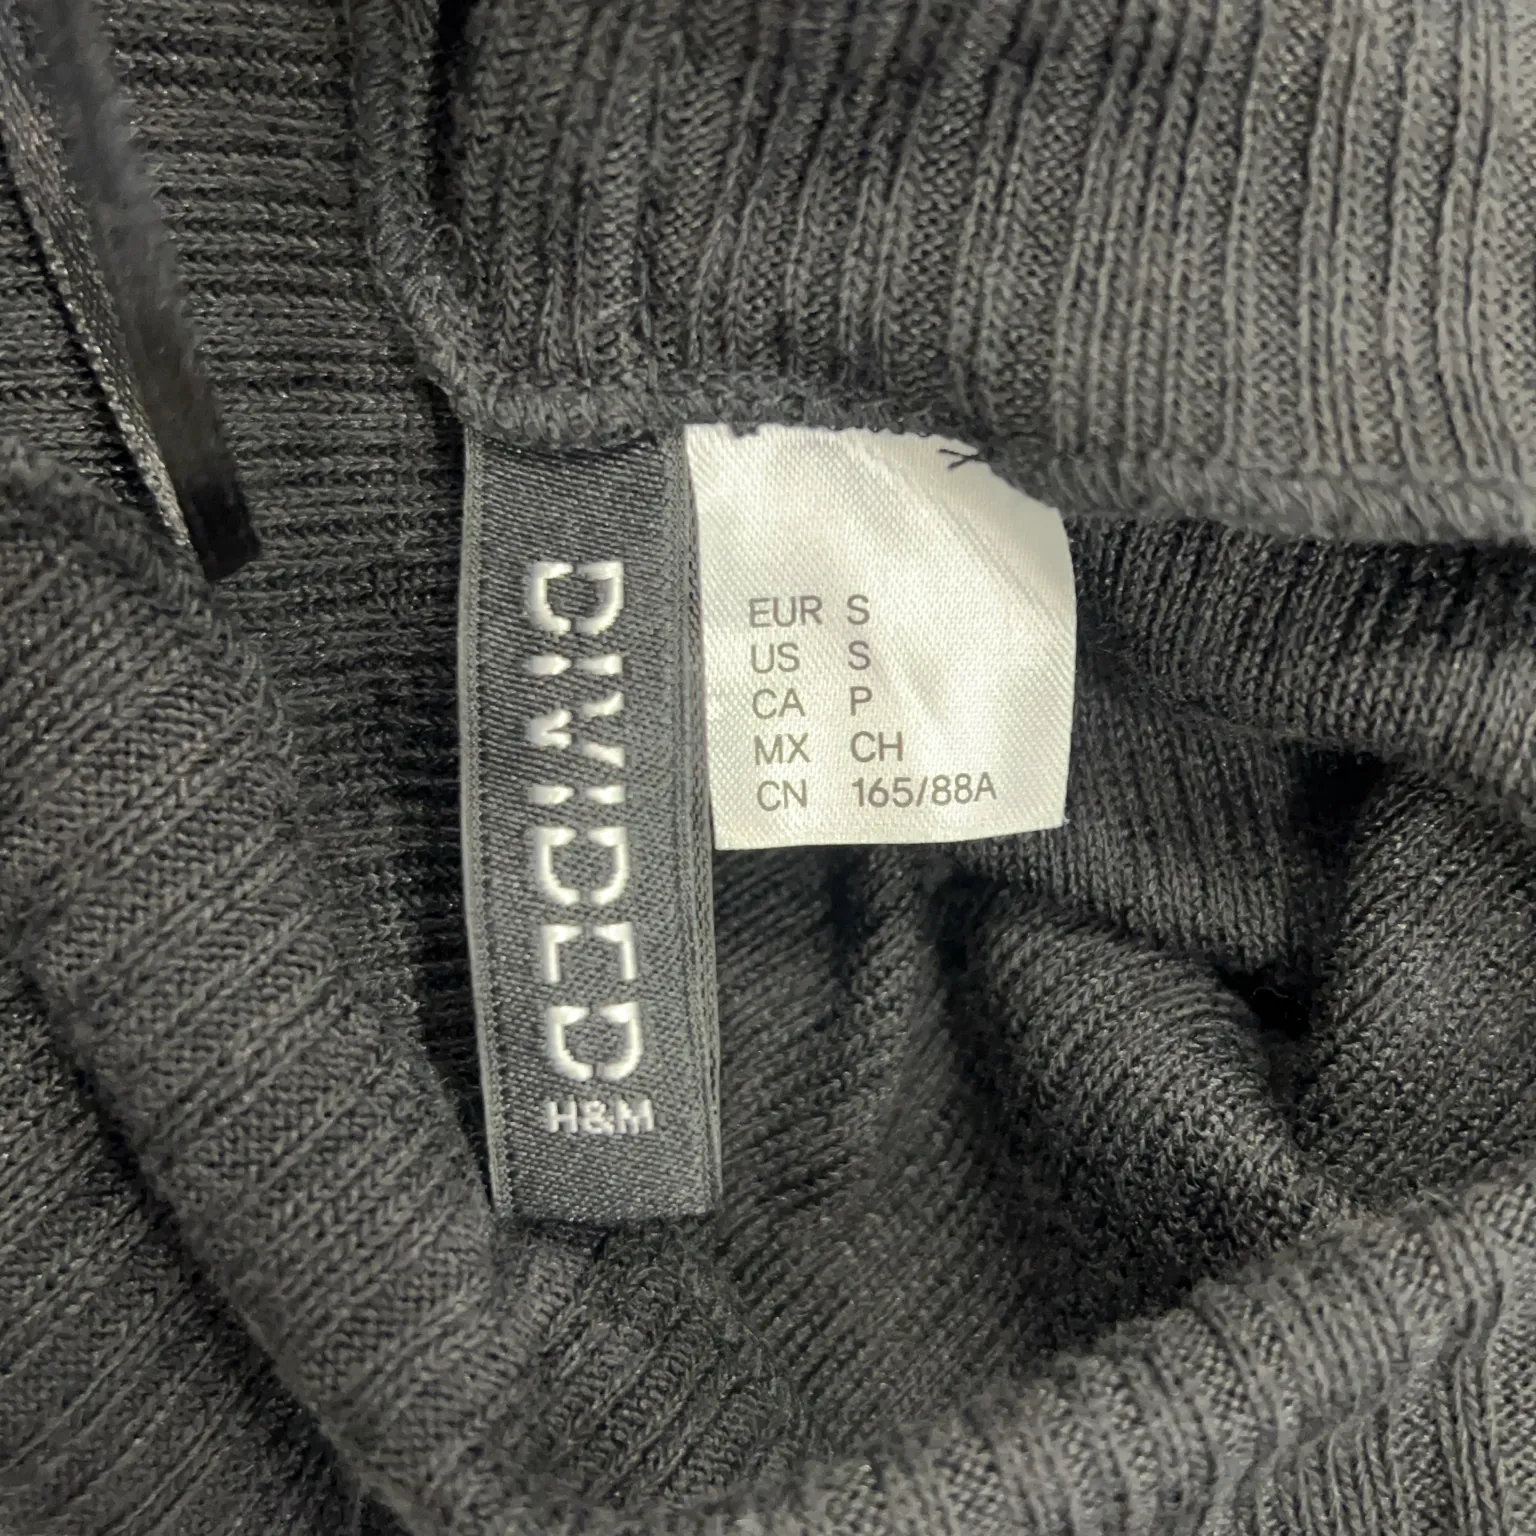 DIVIDED
H&M
EUR S
US S
CA P
MX CH
CN 165/88A